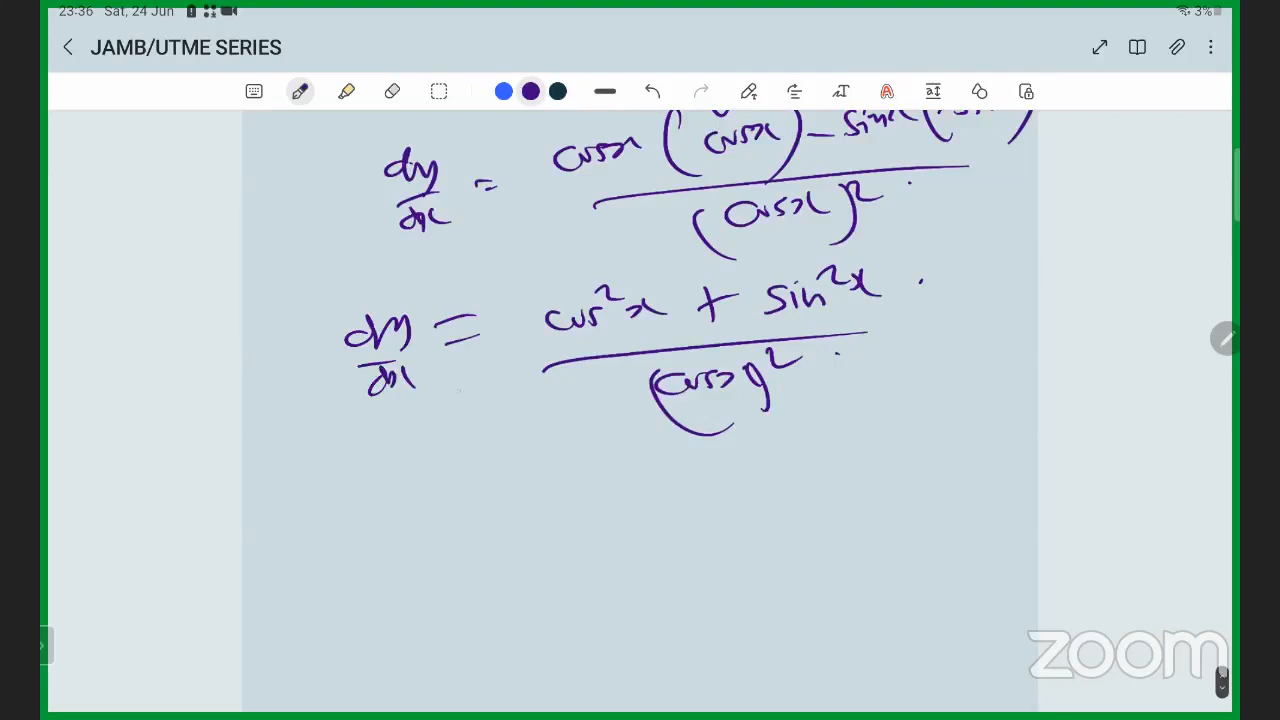 23:36 Sat, 24 Jun
3%
JAMB/UTME SERIES
dy/dx = cosx (cosx) – sinx (
(cosx)²
dy/dx = cos²x + sin²x
(cosx)²
zoom